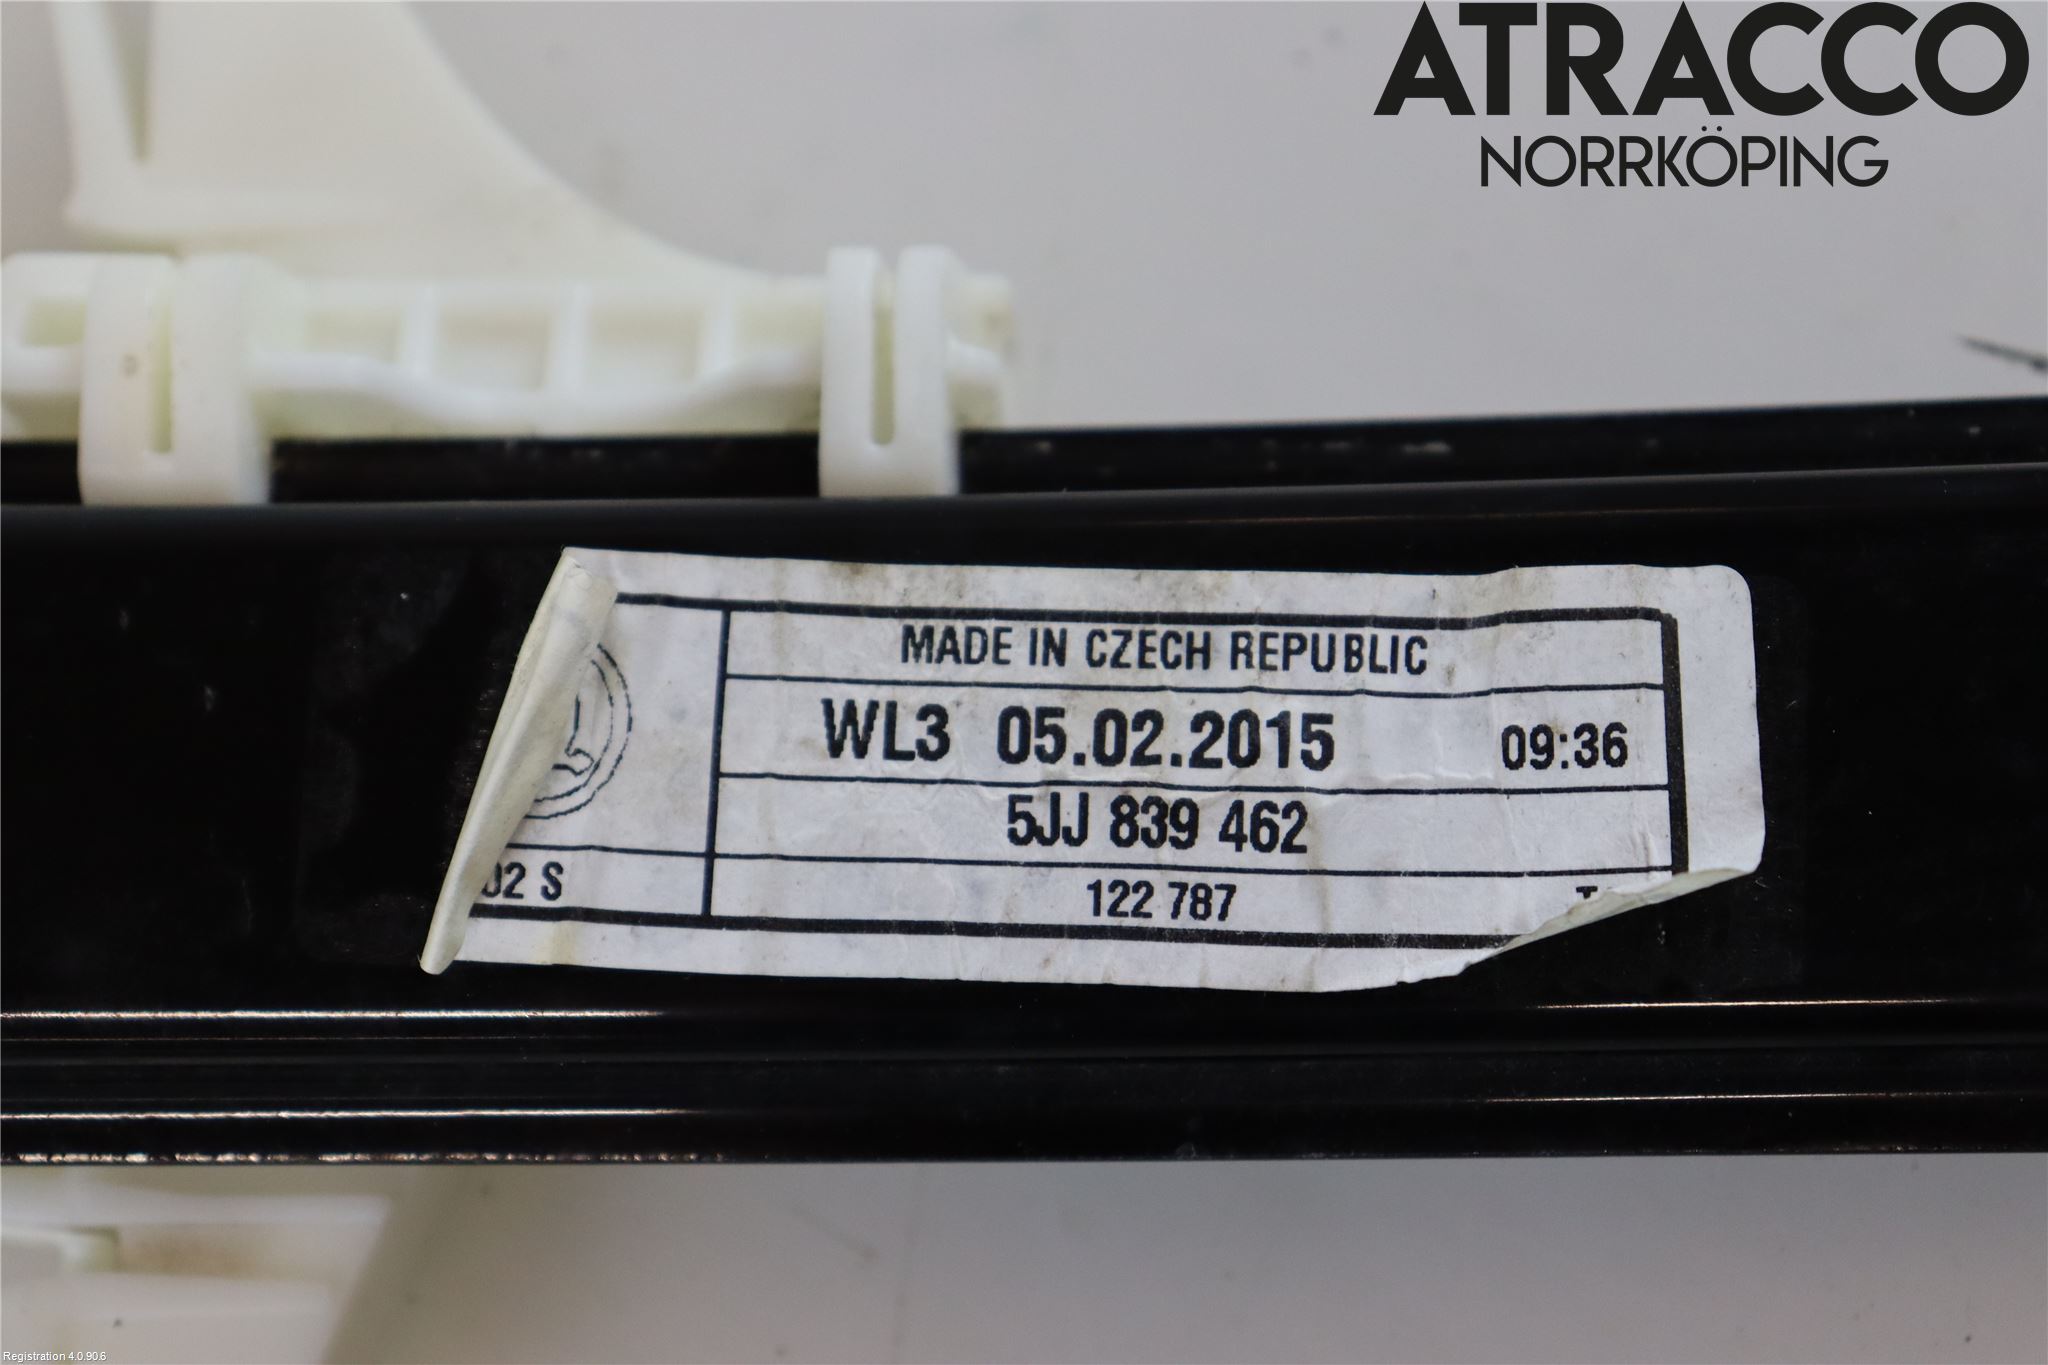 ATRACCO
NORRKÖPING
MADE IN CZECH REPUBLIC
WL3 05.02.2015 09:36
5JJ 839 462
02 S 122 787
Registration 4.0.90.6